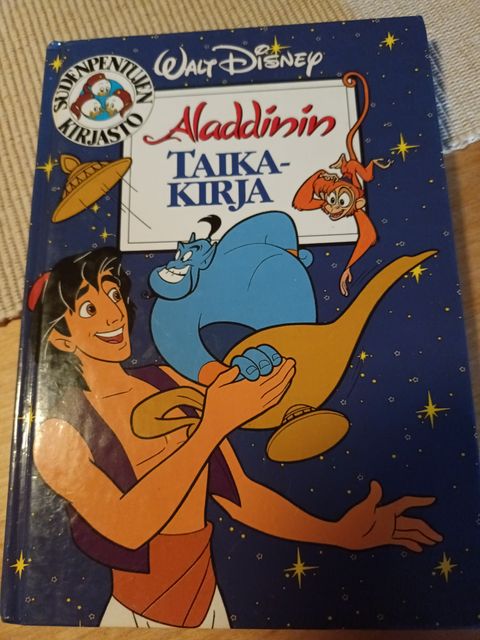 SUDENPENTUJEN
KIRJASTO
WALT DISNEY
Aladdinin
TAIKA-
KIRJA